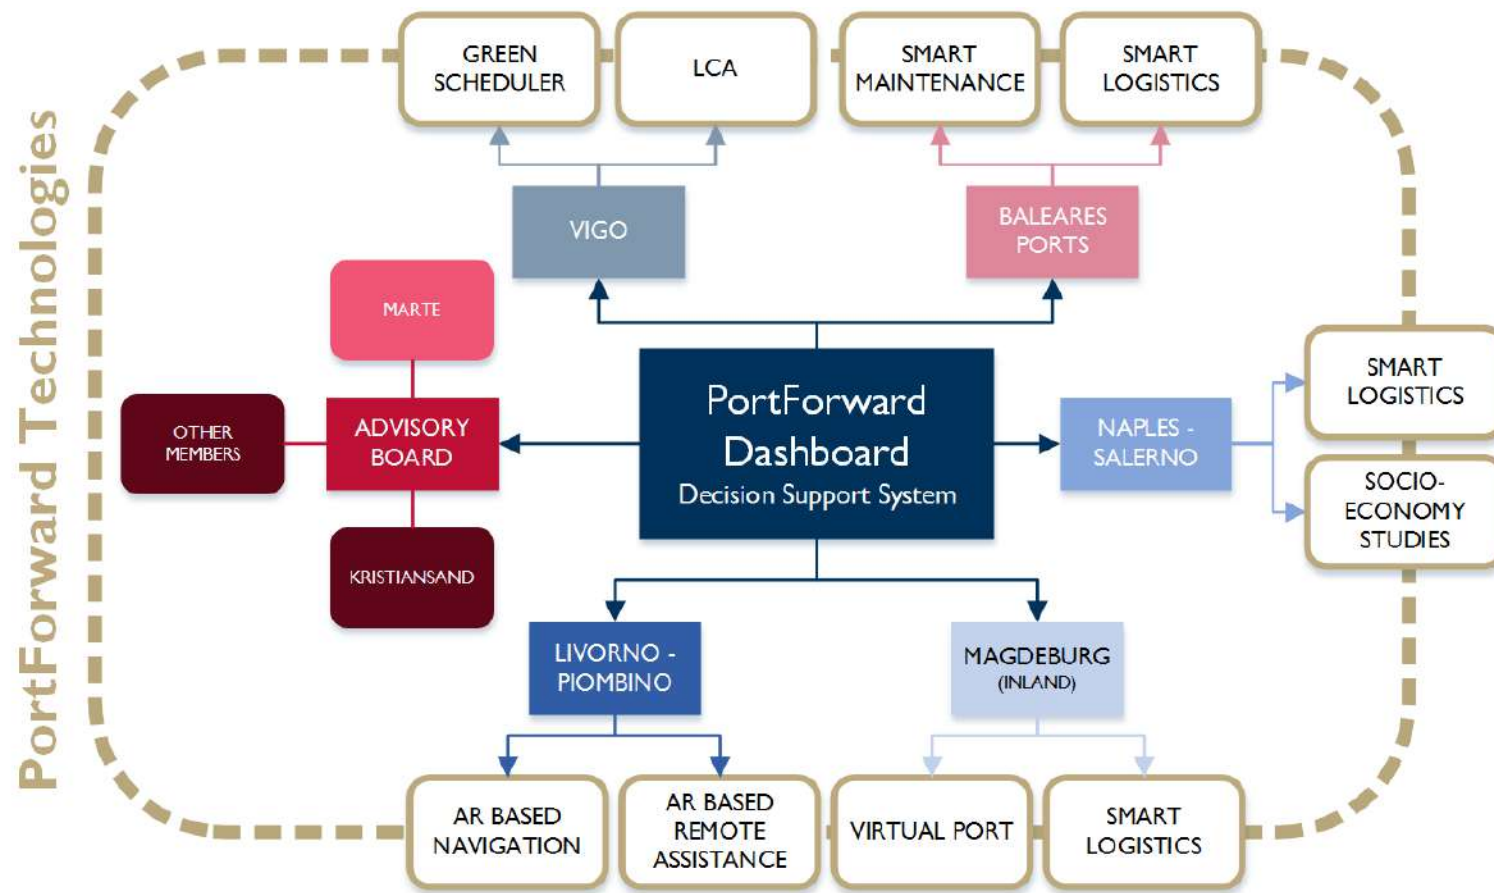 PortForward Technologies
GREEN
SCHEDULER
LCA
SMART
MAINTENANCE
SMART
LOGISTICS
VIGO
BALEARES
PORTS
MARTE
OTHER
MEMBERS
ADVISORY
BOARD
KRISTIANSAND
PortForward
Dashboard
Decision Support System
NAPLES -
SALERNO
SMART
LOGISTICS
SOCIO-
ECONOMY
STUDIES
LIVORNO -
PIOMBINO
MAGDEBURG
(INLAND)
AR BASED
NAVIGATION
AR BASED
REMOTE
ASSISTANCE
VIRTUAL PORT
SMART
LOGISTICS